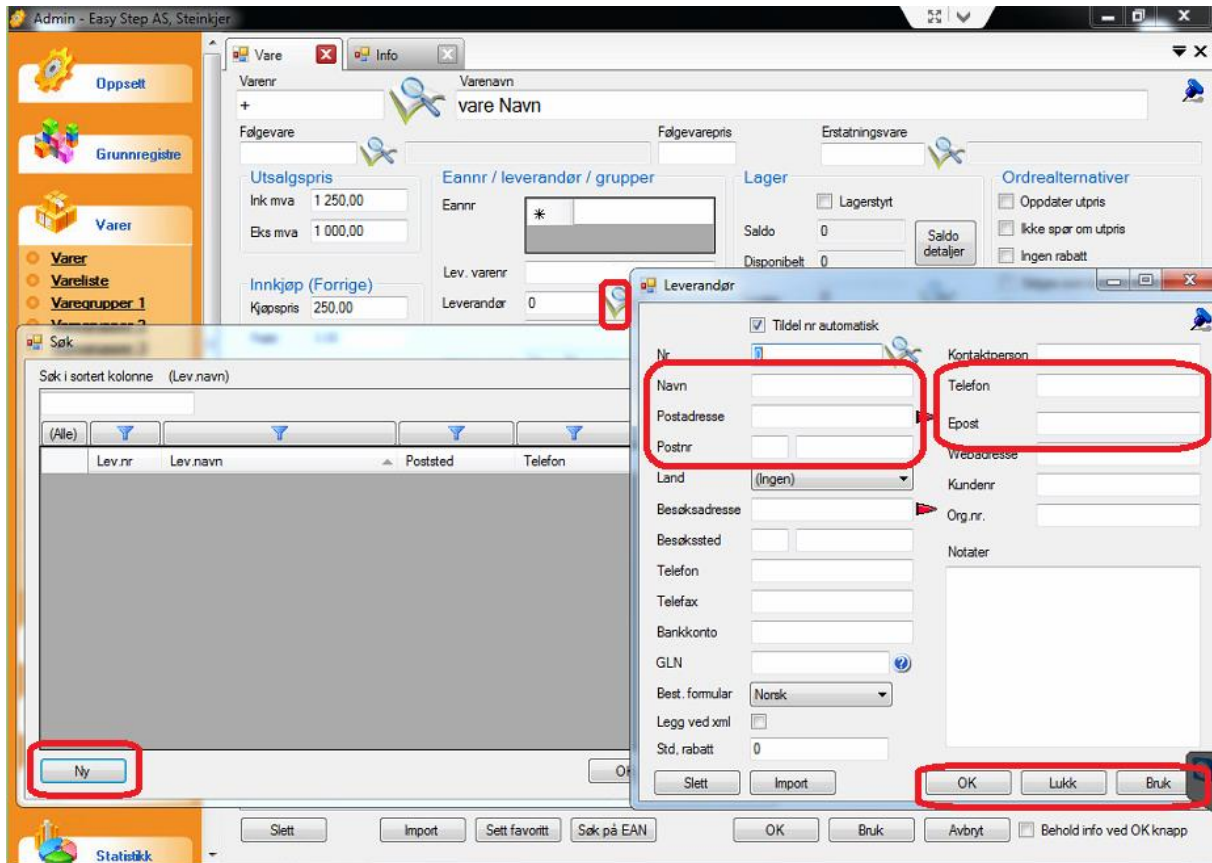 Admin - Easy Step AS, Steinkjer
Oppsett
Grunnregistre
Varer
Varer
Vareliste
Varegrupper 1
Statistikk
Vare
Info
Varenr
Varenavn
+
vare Navn
Følgevare
Følgevarepris
Erstatningsvare
Utsalgspris
Ink mva 1 250,00
Eks mva 1 000,00
Innkjøp (Forrige)
Kjøpspris 250,00
Eannr / leverandør / grupper
Eannr
*
Lev. varenr
Leverandør 0
Lager
Lagerstyrt
Saldo 0
Saldo detaljer
Disponibelt 0
Ordrealternativer
Oppdater utpris
Ikke spør om utpris
Ingen rabatt
Søk
Søk i sortert kolonne (Lev.navn)
(Alle)
Lev.nr Lev.navn Poststed Telefon
Ny
Leverandør
Tildel nr automatisk
Nr
Navn
Postadresse
Postnr
Land (Ingen)
Besøksadresse
Besøkssted
Telefon
Telefax
Bankkonto
GLN
Best. formular Norsk
Legg ved xml
Std, rabatt 0
Kontaktperson
Telefon
Epost
Webadresse
Kundenr
Org.nr.
Notater
Slett Import OK Lukk Bruk
Slett Import Sett favoritt Søk på EAN OK Bruk Avbryt Behold info ved OK knapp